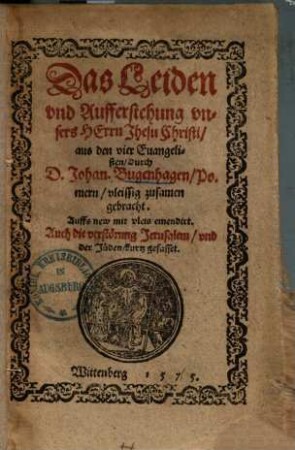 Das Leiden
vnd Aufferstehung vn-
sers HErrn Jhesu Christi/
aus den vier Euangeli-
sten/durch
D. Johan. Bugenhagen/Po-
mern/vleissig zusamen
gebracht.
Auffs new mit vleis emendirt.
Auch die verstörung Jerusalem/vnd
der Jüden/kurtz gefasset.
IN
AUGSBURG
Wittenberg 1575.